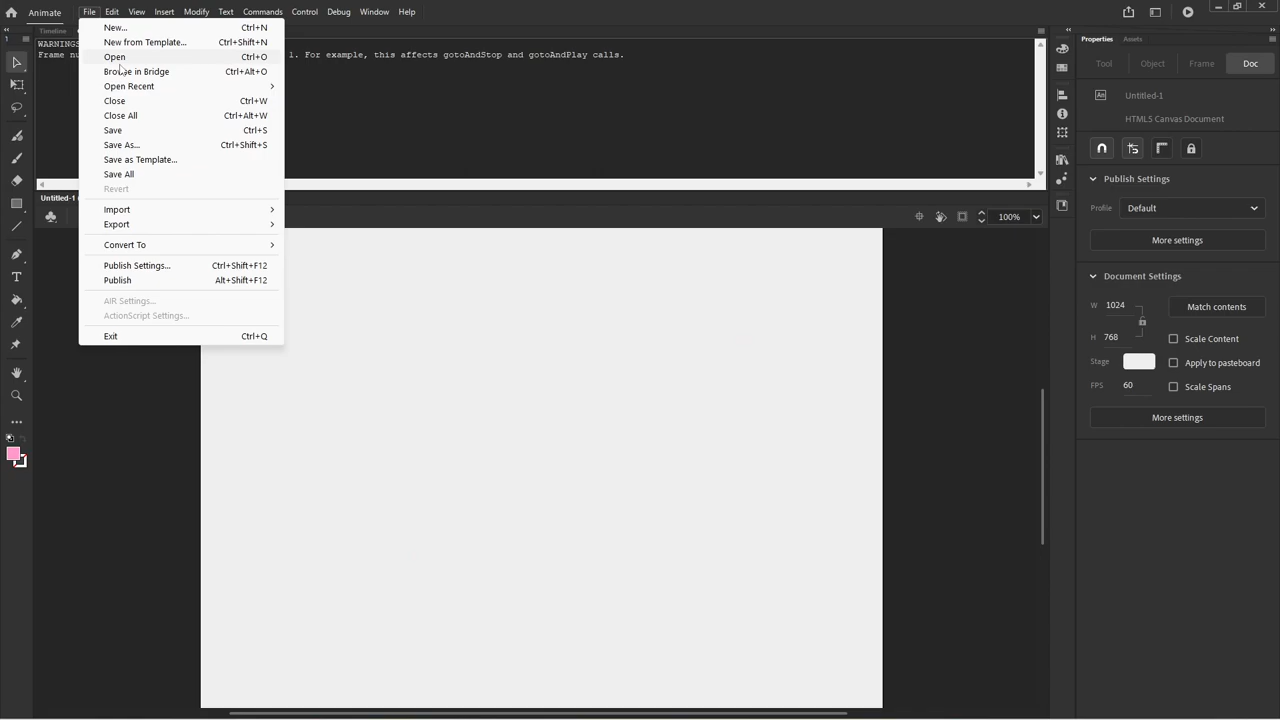 Animate File Edit View Insert Modify Text Commands Control Debug Window Help
Timeline
WARNINGS
Frame nu
l. For example, this affects gotoAndStop and gotoAndPlay calls.
New... Ctrl+N
New from Template... Ctrl+Shift+N
Open Ctrl+O
Browse in Bridge Ctrl+Alt+O
Open Recent
Close Ctrl+W
Close All Ctrl+Alt+W
Save Ctrl+S
Save As... Ctrl+Shift+S
Save as Template...
Save All
Revert
Import
Export
Convert To
Publish Settings... Ctrl+Shift+F12
Publish Alt+Shift+F12
AIR Settings...
ActionScript Settings...
Exit Ctrl+Q
Untitled-1
100%
Properties Assets
Tool Object Frame Doc
An Untitled-1
HTML5 Canvas Document
Publish Settings
Profile Default
More settings
Document Settings
W 1024 Match contents
H 768 Scale Content
Stage Apply to pasteboard
FPS 60 Scale Spans
More settings